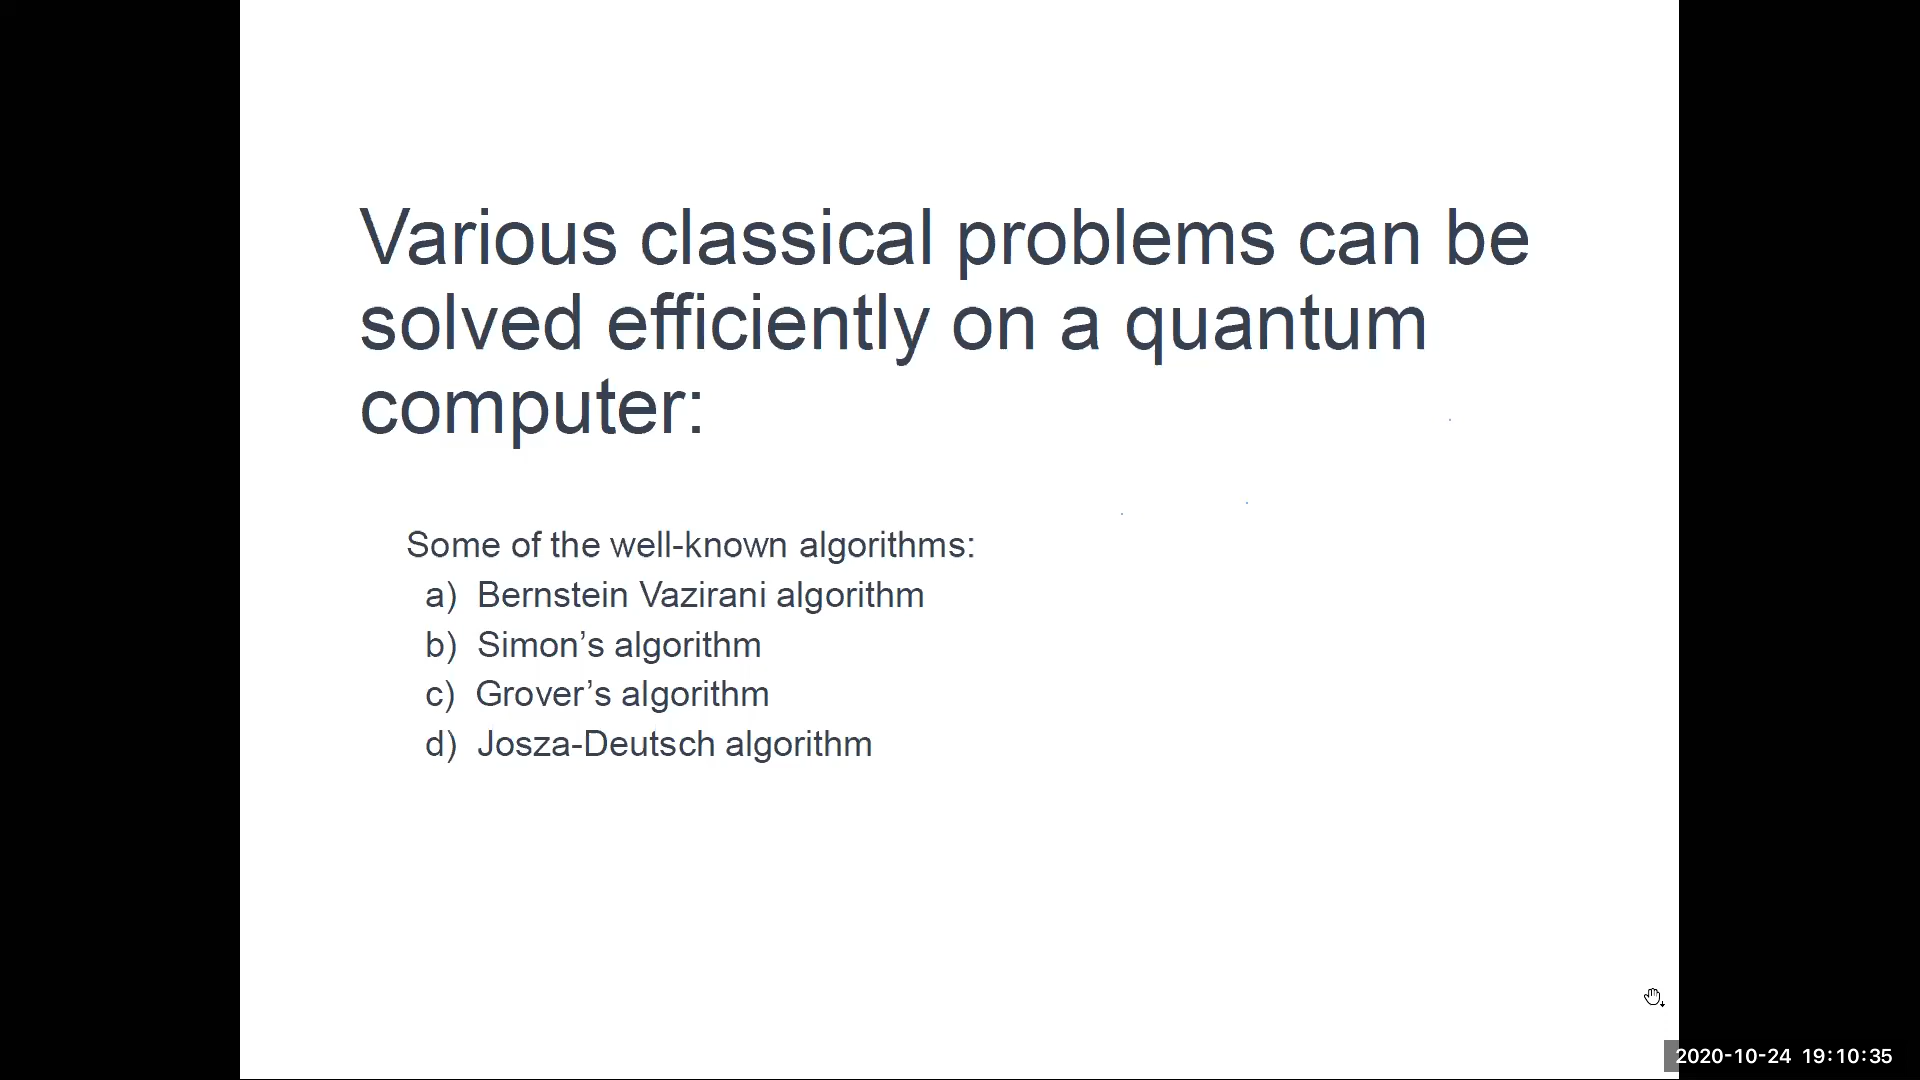 Various classical problems can be
solved efficiently on a quantum
computer:
Some of the well-known algorithms:
a) Bernstein Vazirani algorithm
b) Simon’s algorithm
c) Grover’s algorithm
d) Josza-Deutsch algorithm
2020-10-24 19:10:35